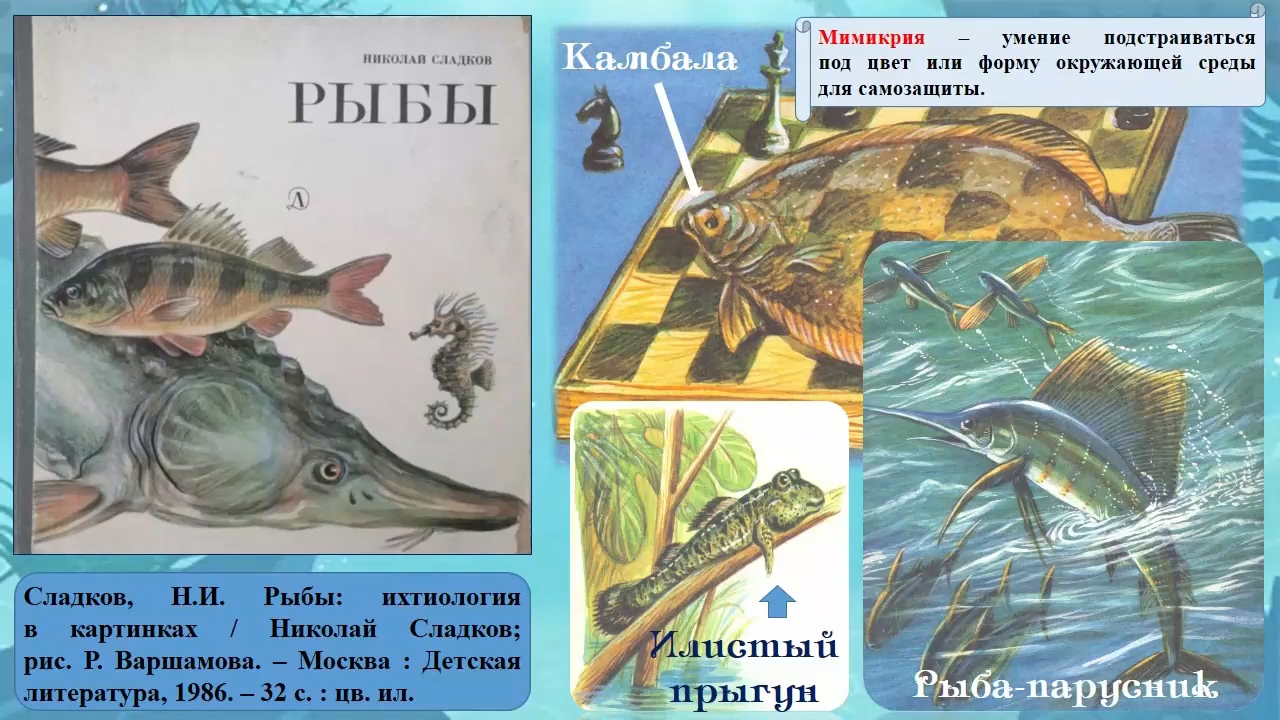 НИКОЛАЙ СЛАДКОВ
РЫБЫ
Д
Сладков, Н.И. Рыбы: ихтиология
в картинках / Николай Сладков;
рис. Р. Варшамова. – Москва : Детская
литература, 1986. – 32 с. : цв. ил.
Камбала
Мимикрия – умение подстраиваться
под цвет или форму окружающей среды
для самозащиты.
Илистый
прыгун
Рыба-парусник